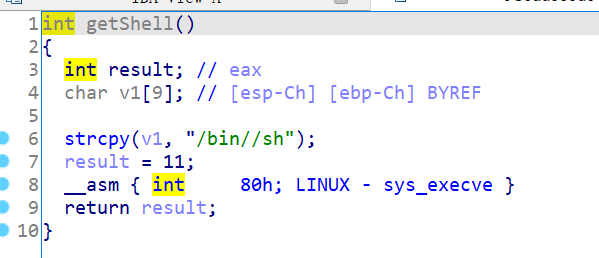 1 int getShell()
2 {
3 int result; // eax
4 char v1[9]; // [esp-Ch] [ebp-Ch] BYREF
6 strcpy(v1, "/bin//sh");
7 result = 11;
8 __asm { int 80h; LINUX - sys_execve }
9 return result;
10 }